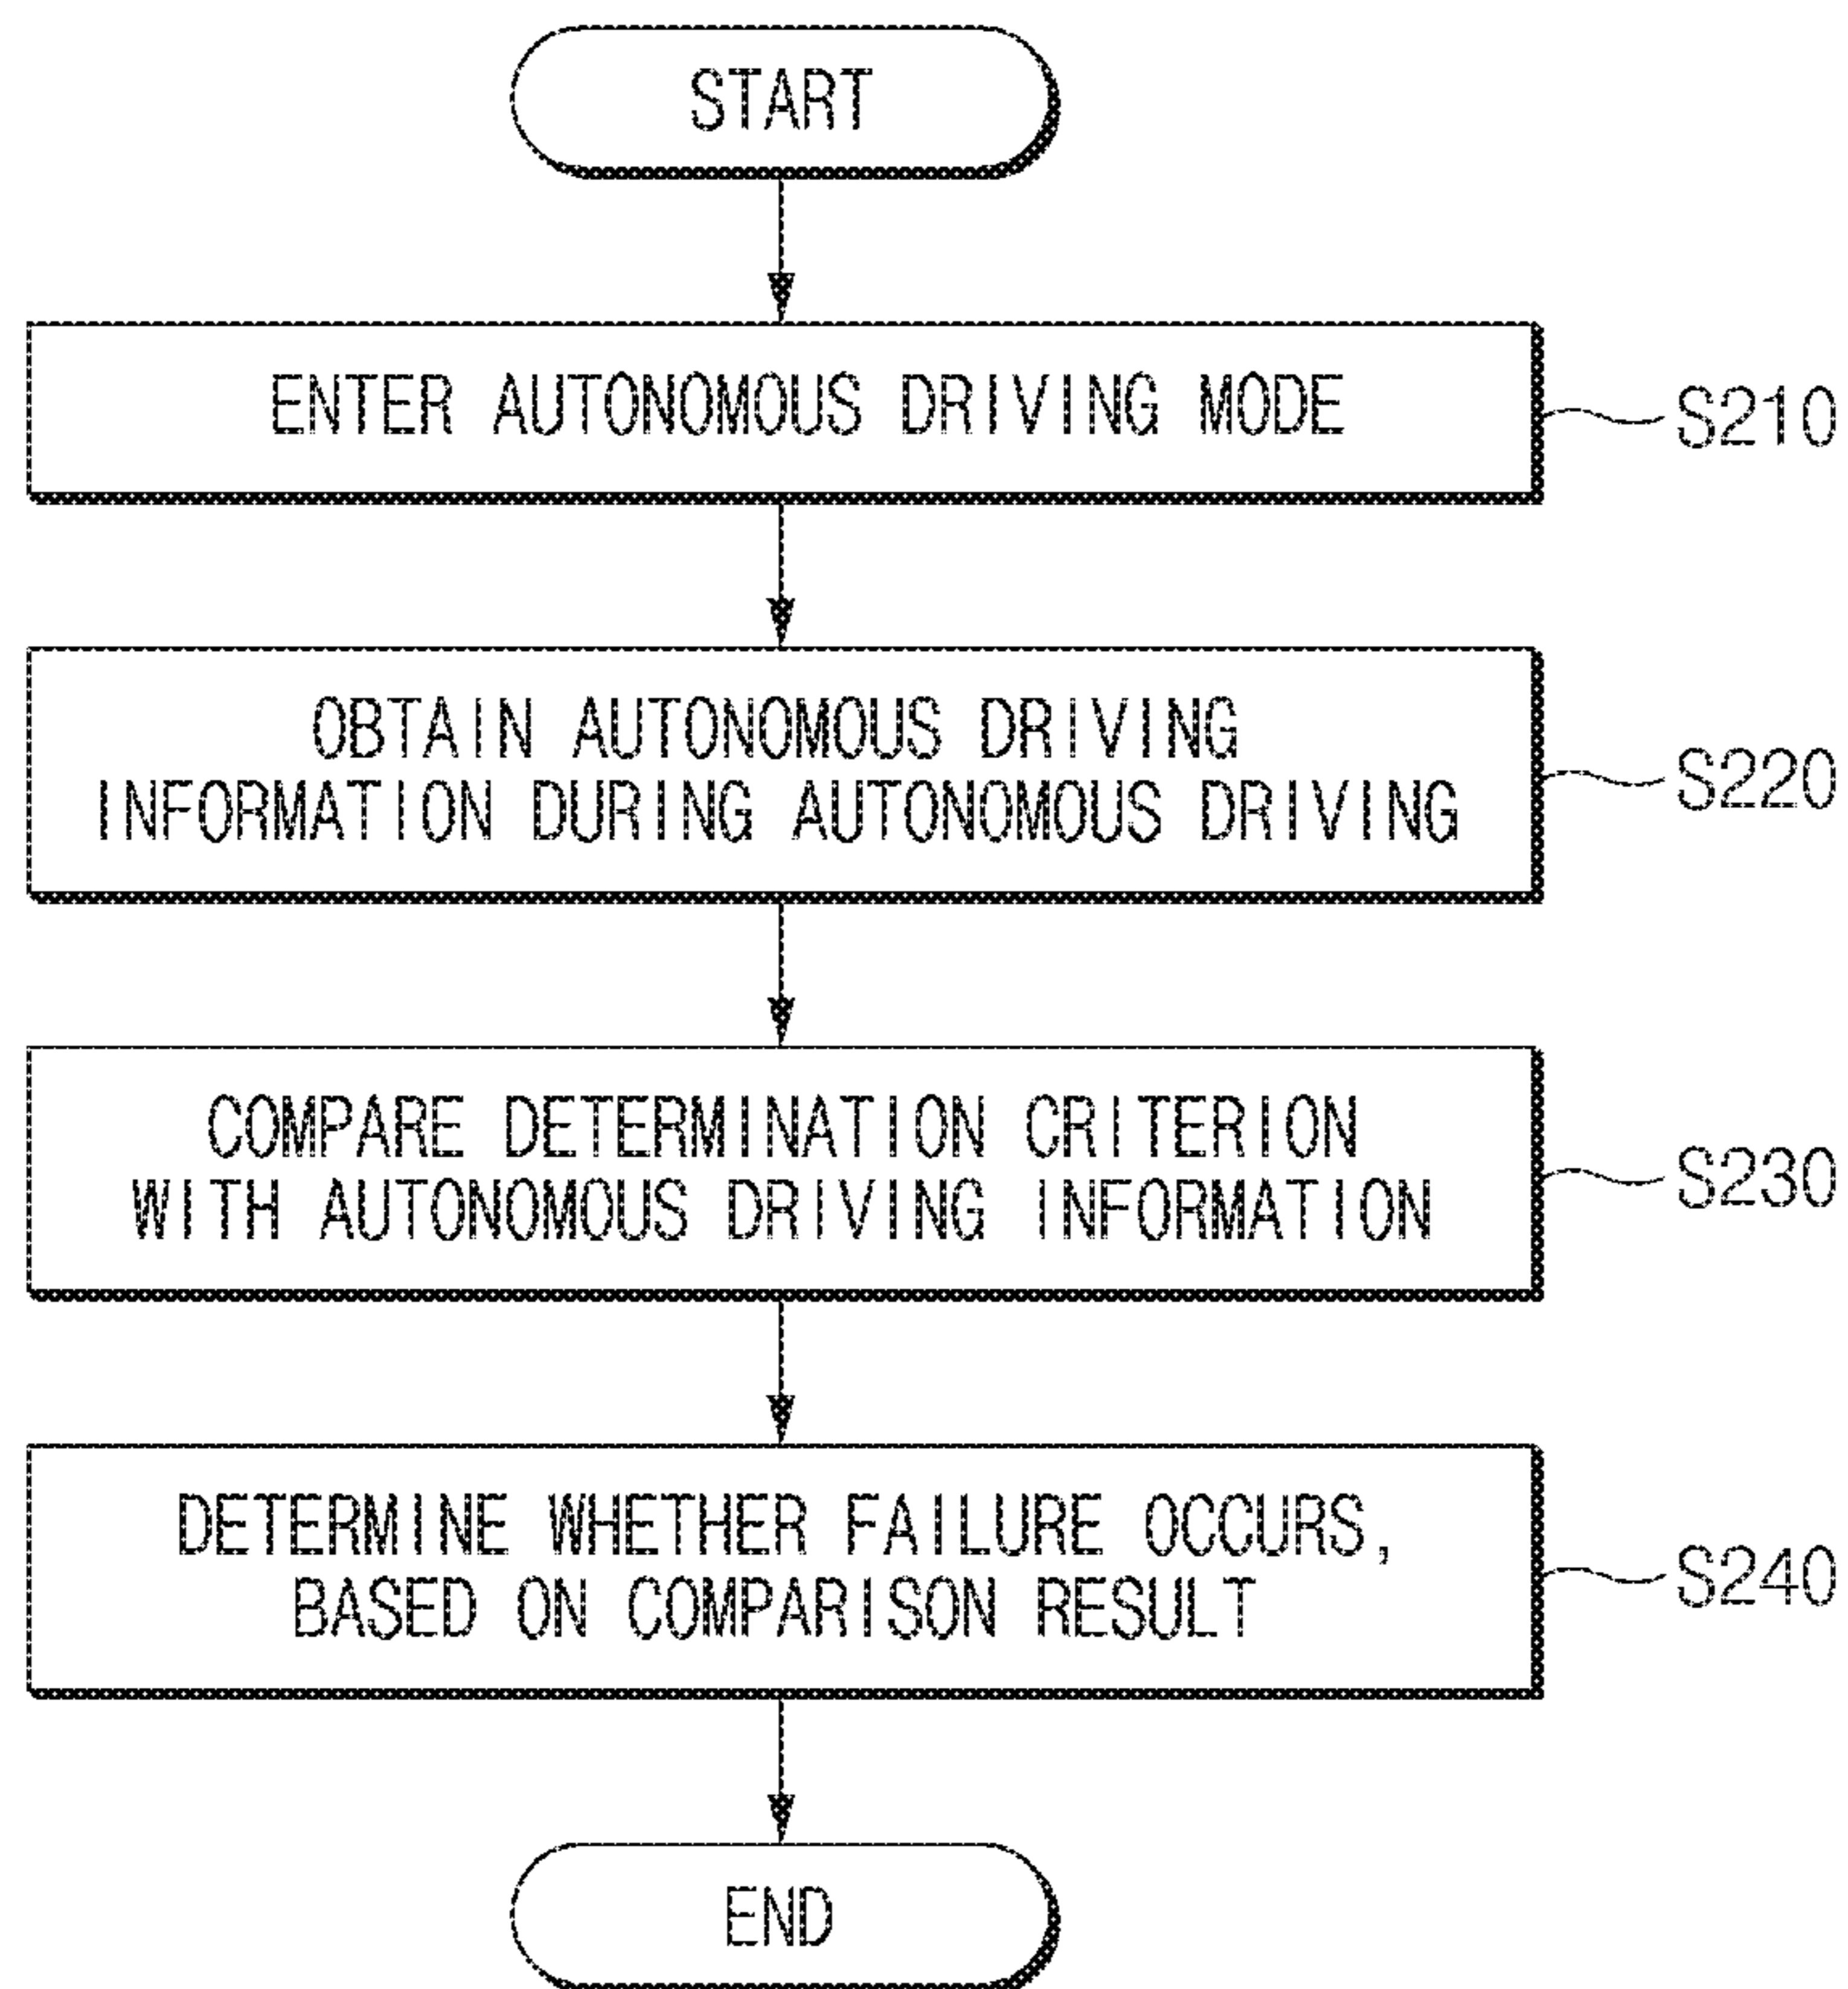 START
ENTER AUTONOMOUS DRIVING MODE
S210
OBTAIN AUTONOMOUS DRIVING
INFORMATION DURING AUTONOMOUS DRIVING
S220
COMPARE DETERMINATION CRITERION
WITH AUTONOMOUS DRIVING INFORMATION
S230
DETERMINE WHETHER FAILURE OCCURS,
BASED ON COMPARISON RESULT
S240
END